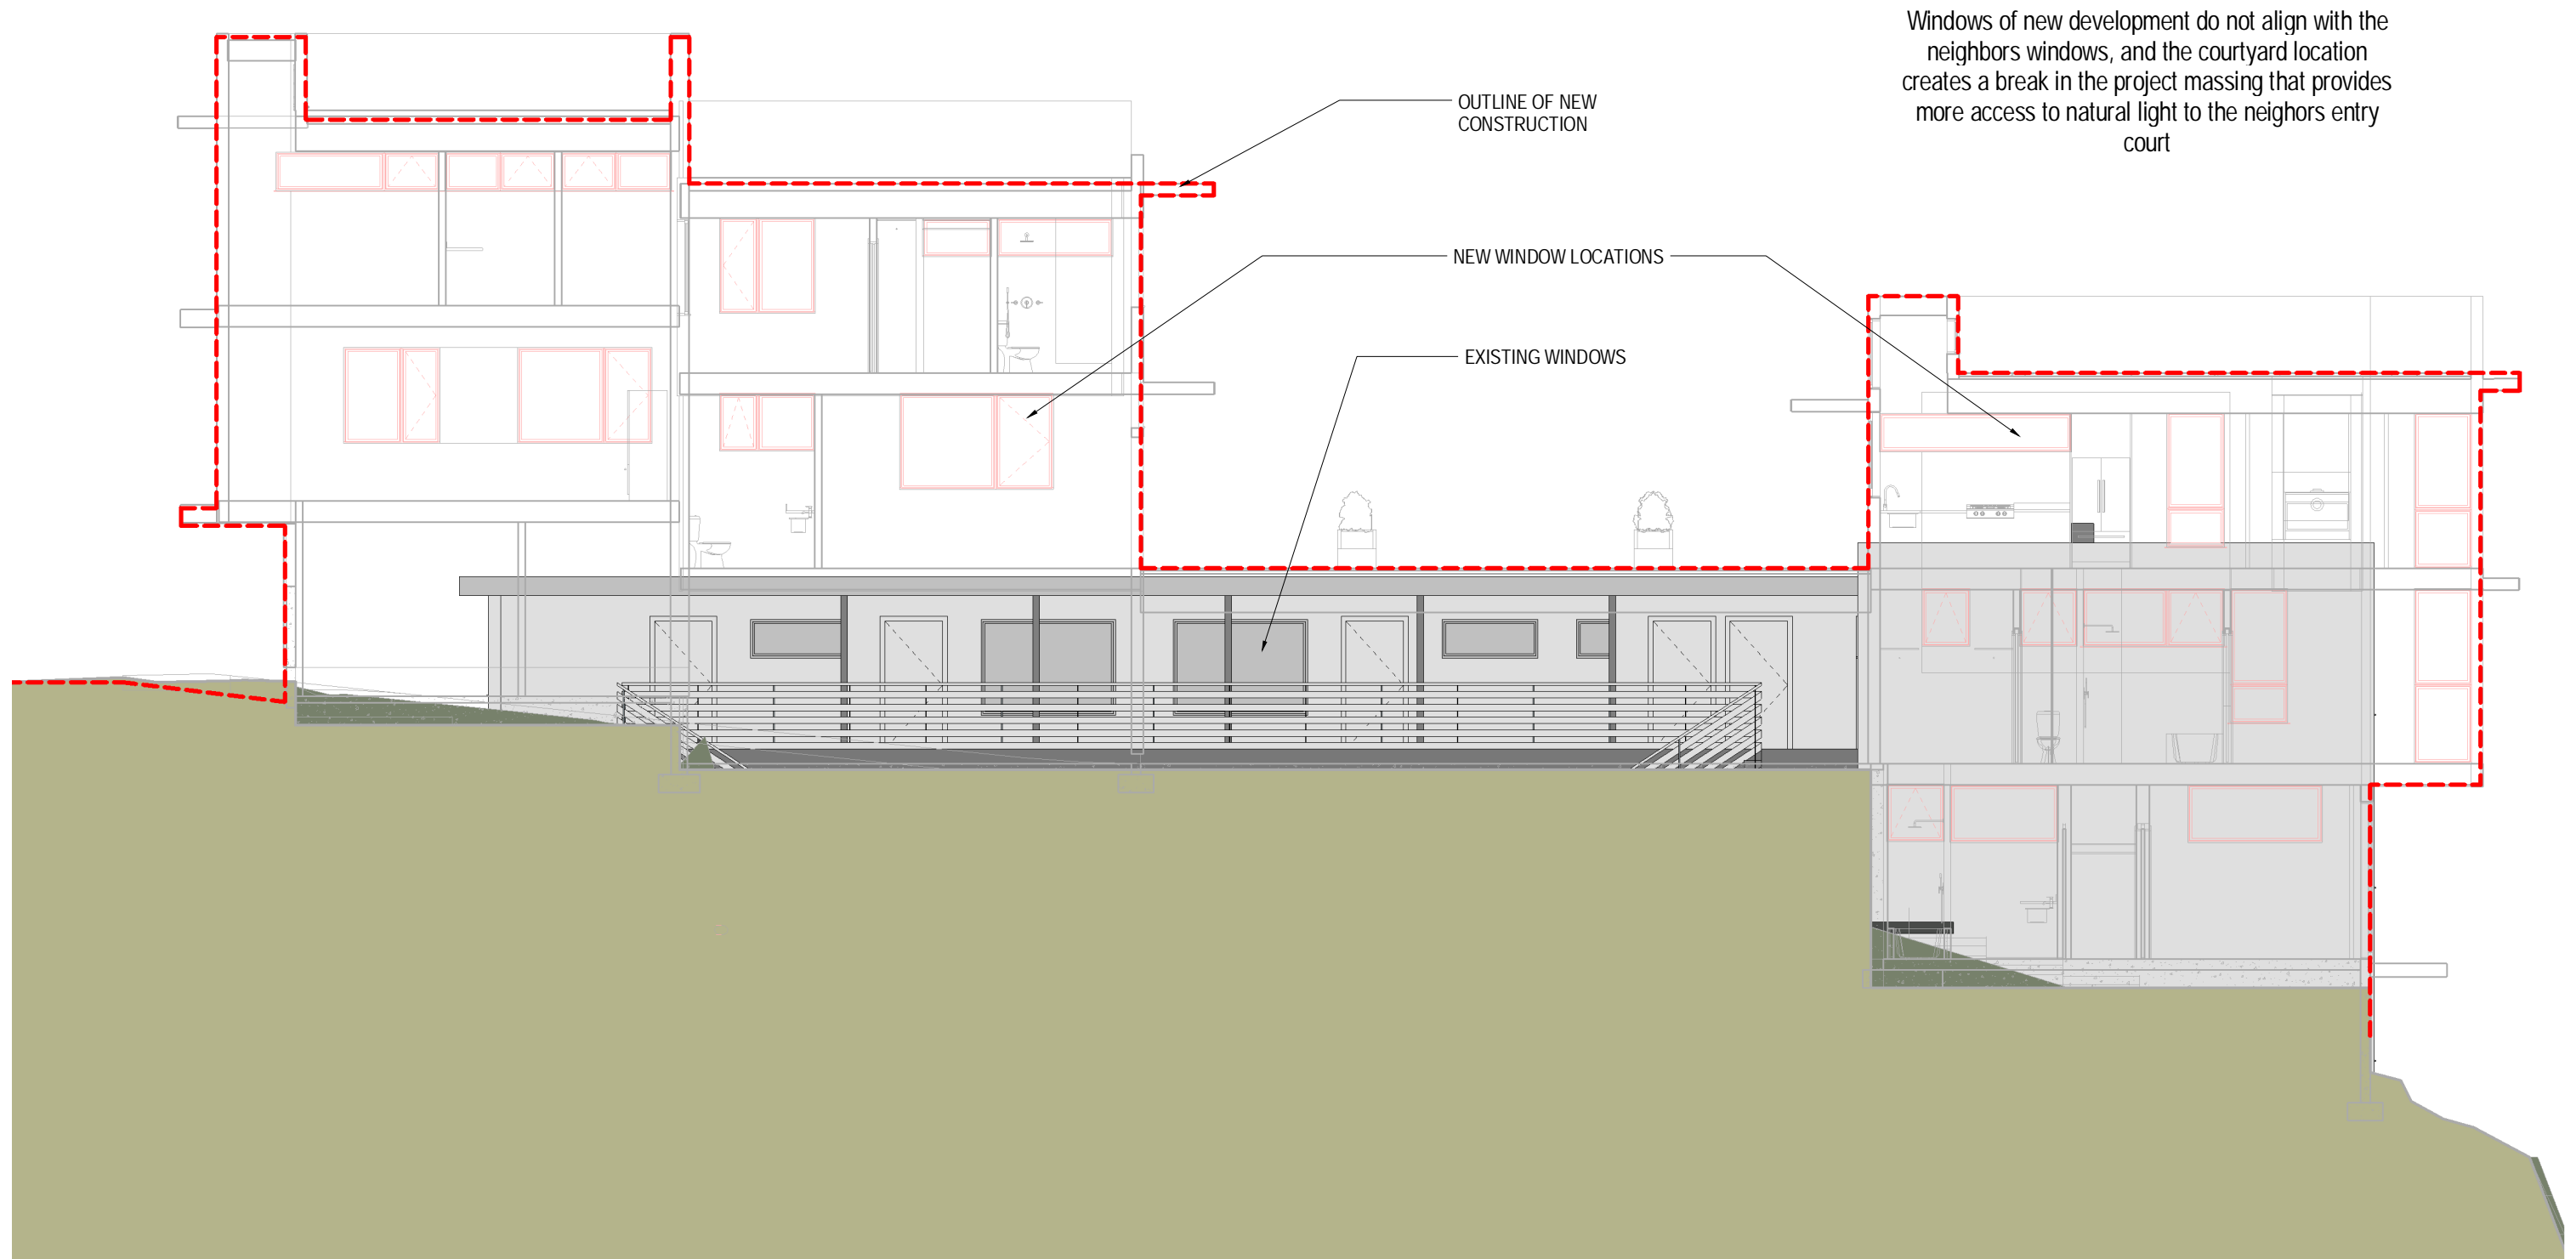 Windows of new development do not align with the
neighbors windows, and the courtyard location
creates a break in the project massing that provides
more access to natural light to the neighors entry
court
OUTLINE OF NEW
CONSTRUCTION
NEW WINDOW LOCATIONS
EXISTING WINDOWS